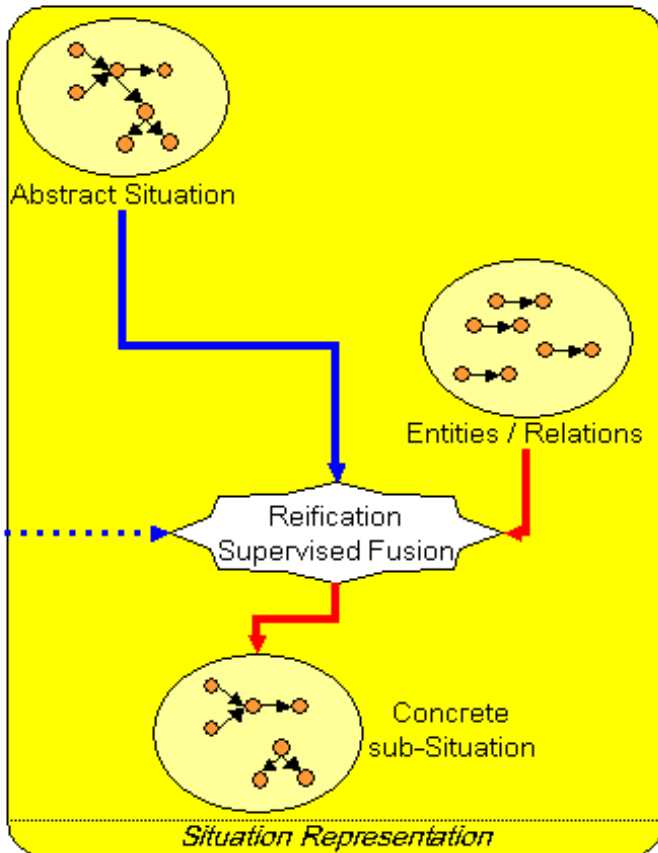 Abstract Situation
Entities / Relations
Reification
Supervised Fusion
Concrete
sub-Situation
Situation Representation